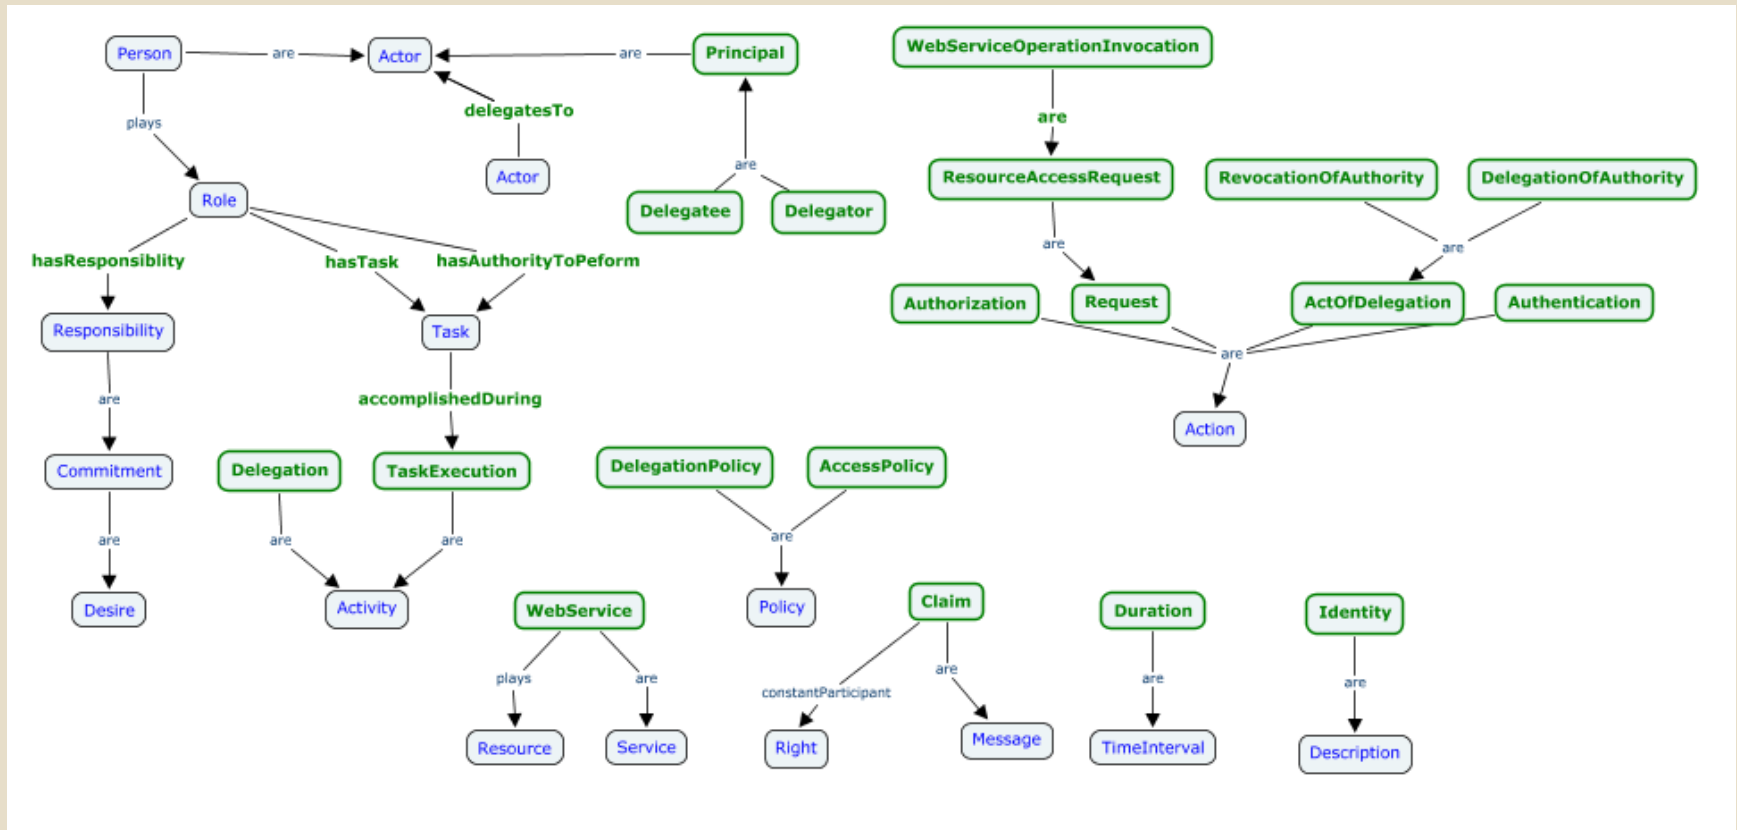 Person
are
Actor
are
Principal
WebServiceOperationInvocation
delegatesTo
are
plays
are
Actor
ResourceAccessRequest
RevocationOfAuthority
DelegationOfAuthority
Role
Delegatee
Delegator
are
are
hasResponsiblity
hasTask
hasAuthorityToPeform
Authorization
Request
ActOfDelegation
Authentication
Responsibility
Task
are
are
accomplishedDuring
Action
Commitment
Delegation
TaskExecution
DelegationPolicy
AccessPolicy
are
are
are
are
Desire
Activity
WebService
Policy
Claim
Duration
Identity
plays
are
constantParticipant
are
are
are
Resource
Service
Right
Message
TimeInterval
Description